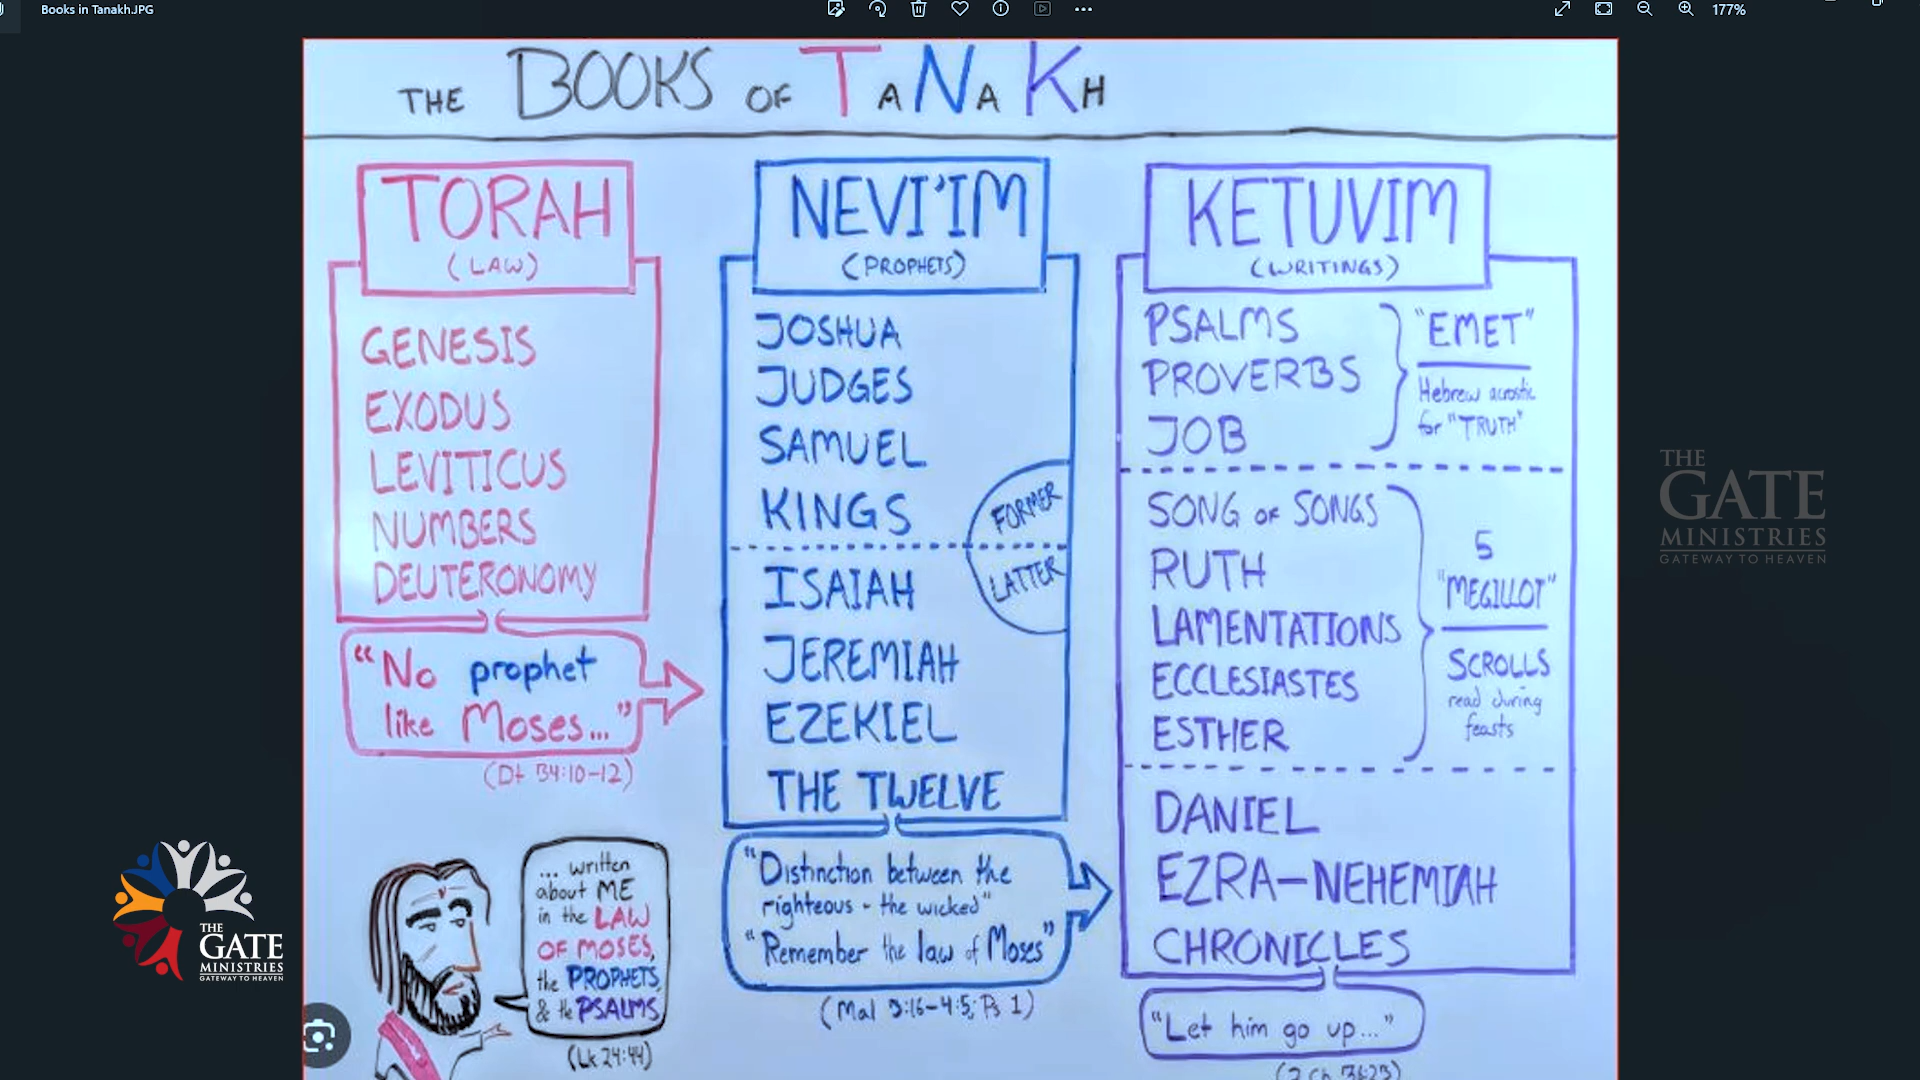 Books in Tanakh.JPG
177%
THE BOOKS OF TANAKH
TORAH
(LAW)
GENESIS
EXODUS
LEVITICUS
NUMBERS
DEUTERONOMY
"No prophet
like Moses..."
(Dt 34:10-12)
... written
about ME
in the LAW
OF MOSES,
the PROPHETS,
& the PSALMS
(Lk 24:44)
NEVI'IM
(PROPHETS)
JOSHUA
JUDGES
SAMUEL
KINGS
FORMER
LATTER
ISAIAH
JEREMIAH
EZEKIEL
THE TWELVE
"Distinction between the
righteous - the wicked"
"Remember the law of Moses"
(Mal 3:16-4:5; Ps 1)
KETUVIM
(WRITINGS)
PSALMS
PROVERBS
JOB
"EMET"
Hebrew acrostic
for "TRUTH"
SONG OF SONGS
RUTH
LAMENTATIONS
ECCLESIASTES
ESTHER
5
"MEGILLOT"
SCROLLS
read during
feasts
DANIEL
EZRA-NEHEMIAH
CHRONICLES
"Let him go up..."
(2 Ch 36:23)
THE
GATE
MINISTRIES
GATEWAY TO HEAVEN
THE
GATE
MINISTRIES
GATEWAY TO HEAVEN